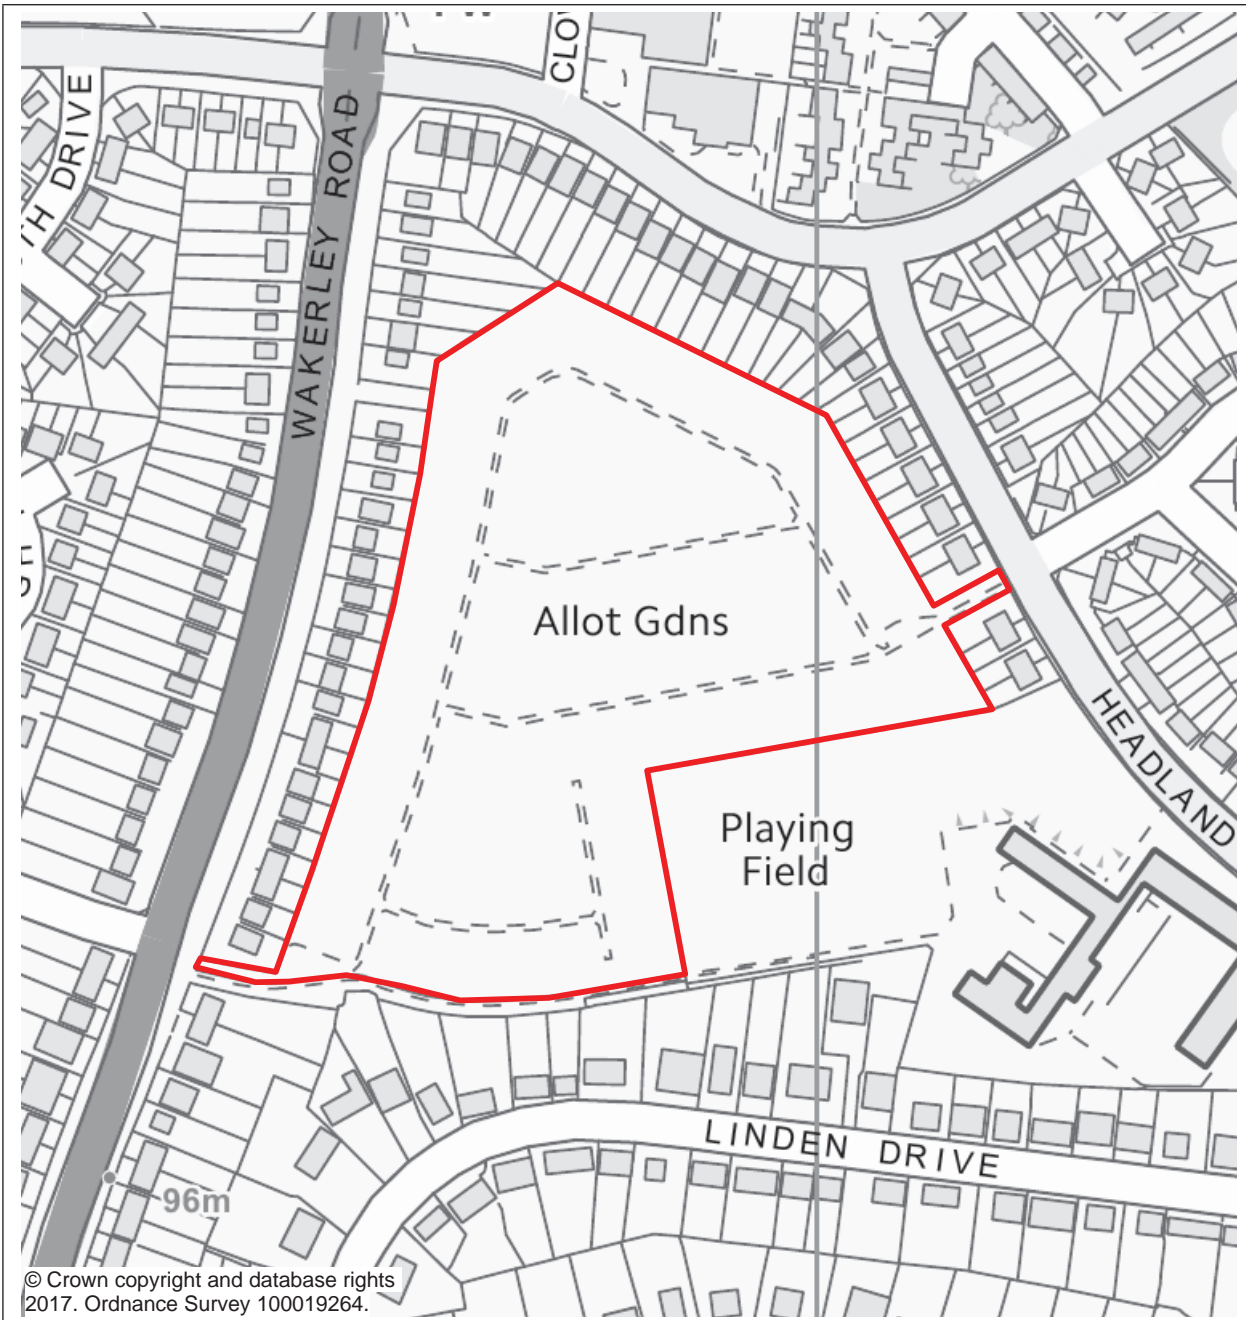 CLO
TH DRIVE
WAKERLEY ROAD
Allot Gdns
HEADLAND
Playing
Field
LINDEN DRIVE
96m
© Crown copyright and database rights
2017. Ordnance Survey 100019264.